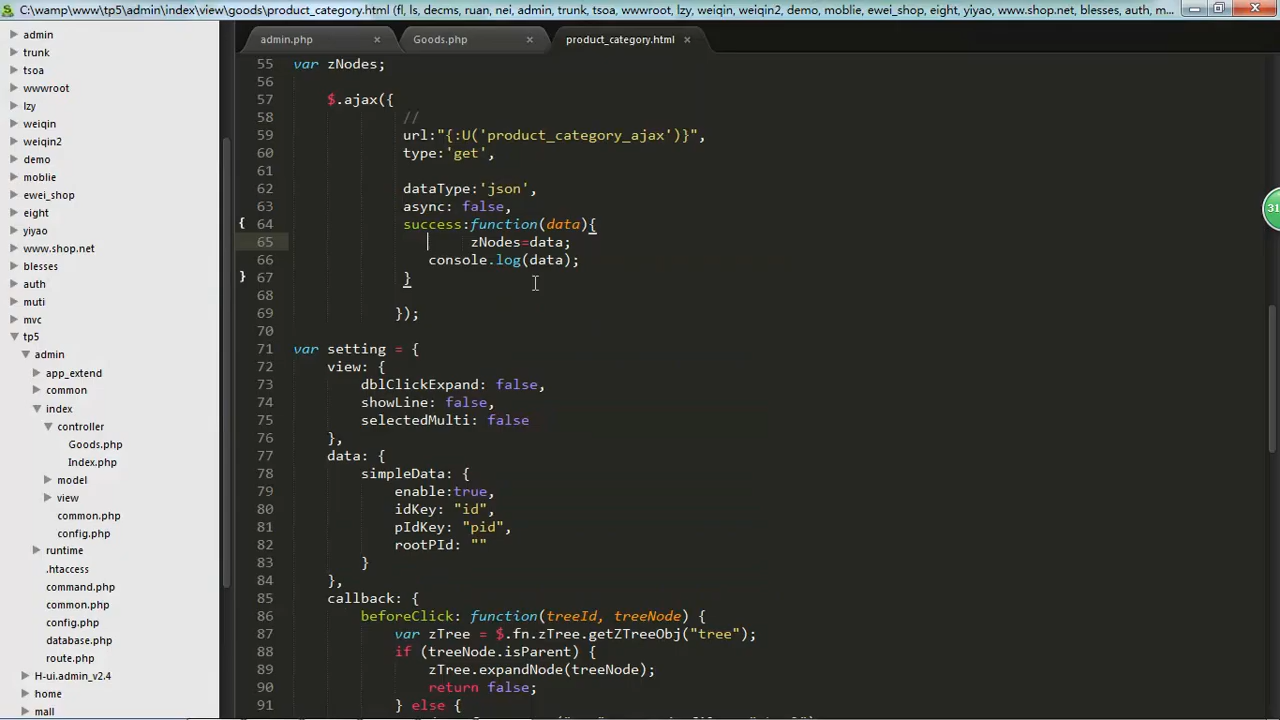 C:\wamp\www\tp5\admin\index\view\goods\product_category.html (fl, ls, decms, ruan, nei, admin, trunk, tsoa, wwwroot, lzy, weiqin, weiqin2, demo, moblie, ewei_shop, eight, yiyao, www.shop.net, blesses, auth, m...
admin
trunk
tsoa
wwwroot
lzy
weiqin
weiqin2
demo
moblie
ewei_shop
eight
yiyao
www.shop.net
blesses
auth
muti
mvc
tp5
admin
app_extend
common
index
controller
Goods.php
Index.php
model
view
common.php
config.php
runtime
.htaccess
command.php
common.php
config.php
database.php
route.php
H-ui.admin_v2.4
home
mall
admin.php × Goods.php × product_category.html ×
55 var zNodes;
56
57 $.ajax({
58 //
59 url:"{:U('product_category_ajax')}",
60 type:'get',
61
62 dataType:'json',
63 async: false,
{ 64 success:function(data){
65 zNodes=data;
66 console.log(data);
} 67 }
68
69 });
70
71 var setting = {
72 view: {
73 dblClickExpand: false,
74 showLine: false,
75 selectedMulti: false
76 },
77 data: {
78 simpleData: {
79 enable:true,
80 idKey: "id",
81 pIdKey: "pid",
82 rootPId: ""
83 }
84 },
85 callback: {
86 beforeClick: function(treeId, treeNode) {
87 var zTree = $.fn.zTree.getZTreeObj("tree");
88 if (treeNode.isParent) {
89 zTree.expandNode(treeNode);
90 return false;
91 } else {
31